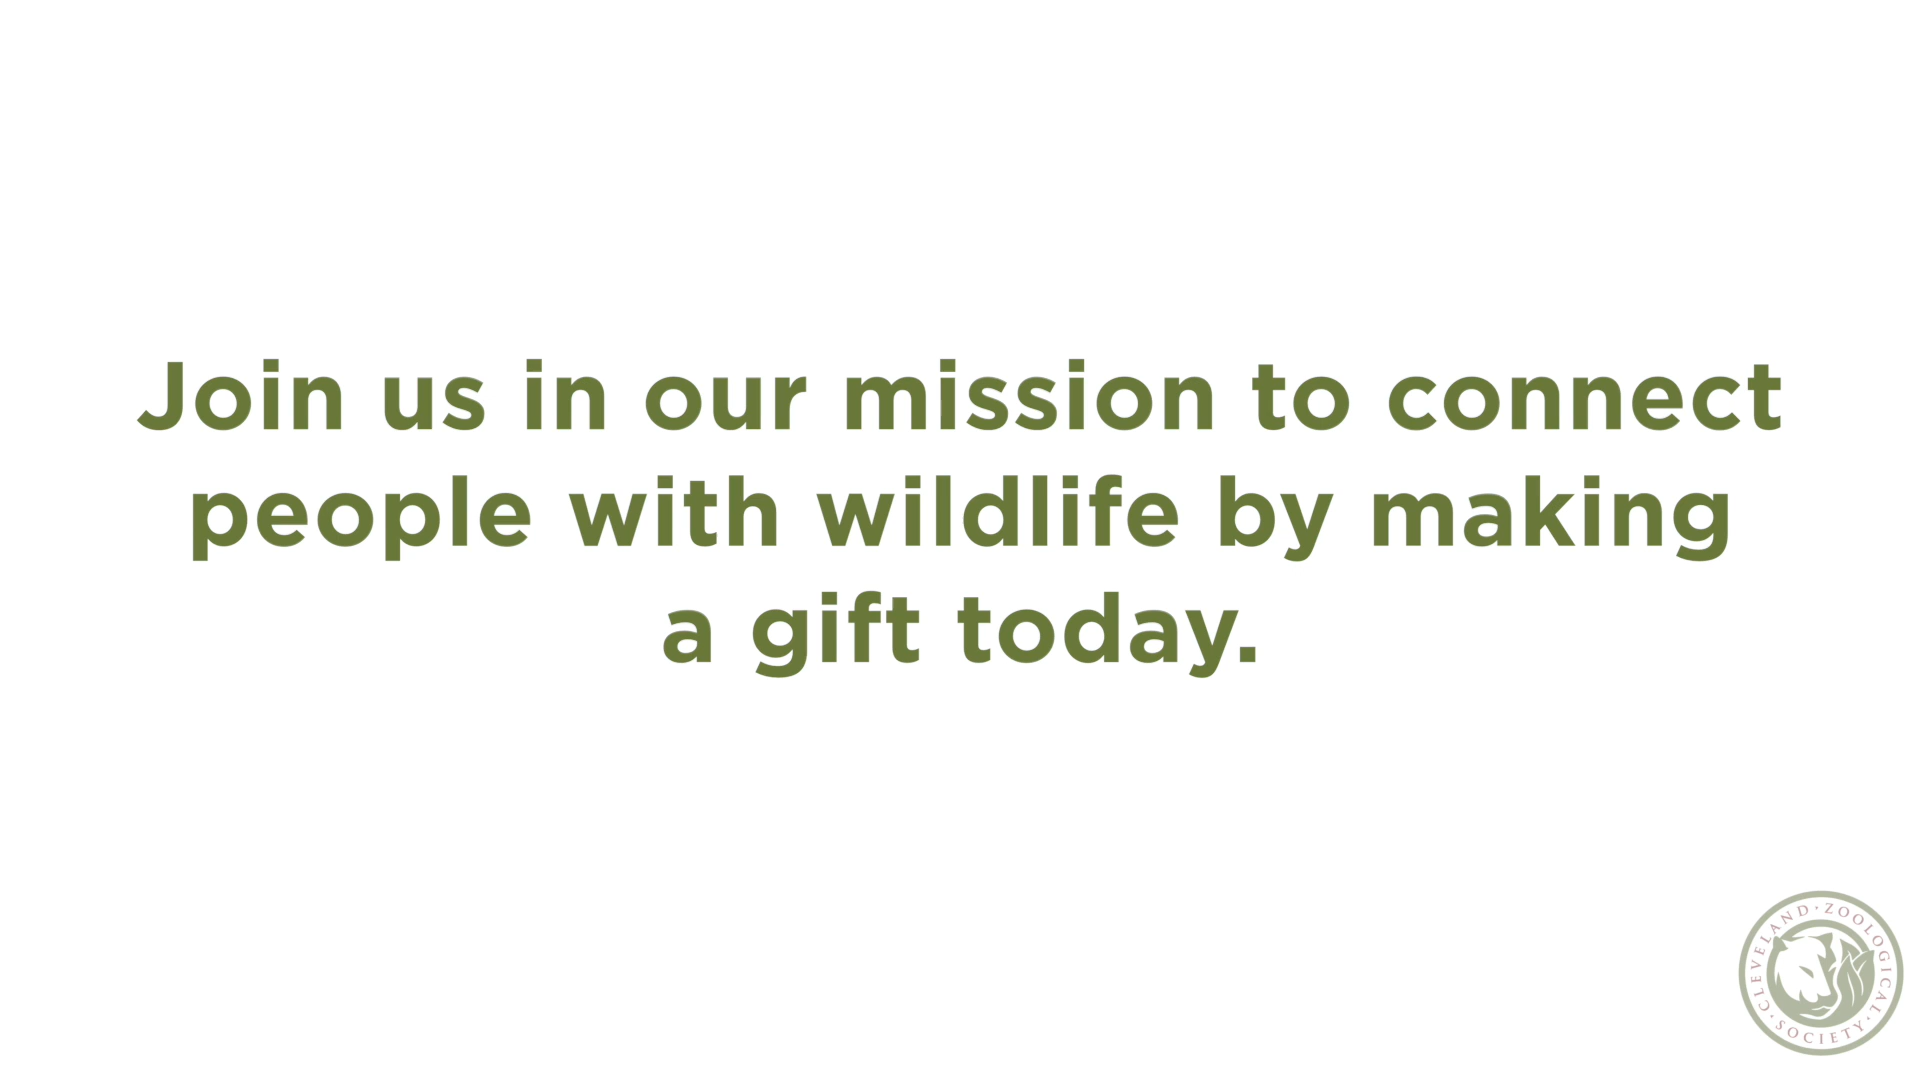 Join us in our mission to connect
people with wildlife by making
a gift today.
CLEVELAND · ZOOLOGICAL · SOCIETY ·